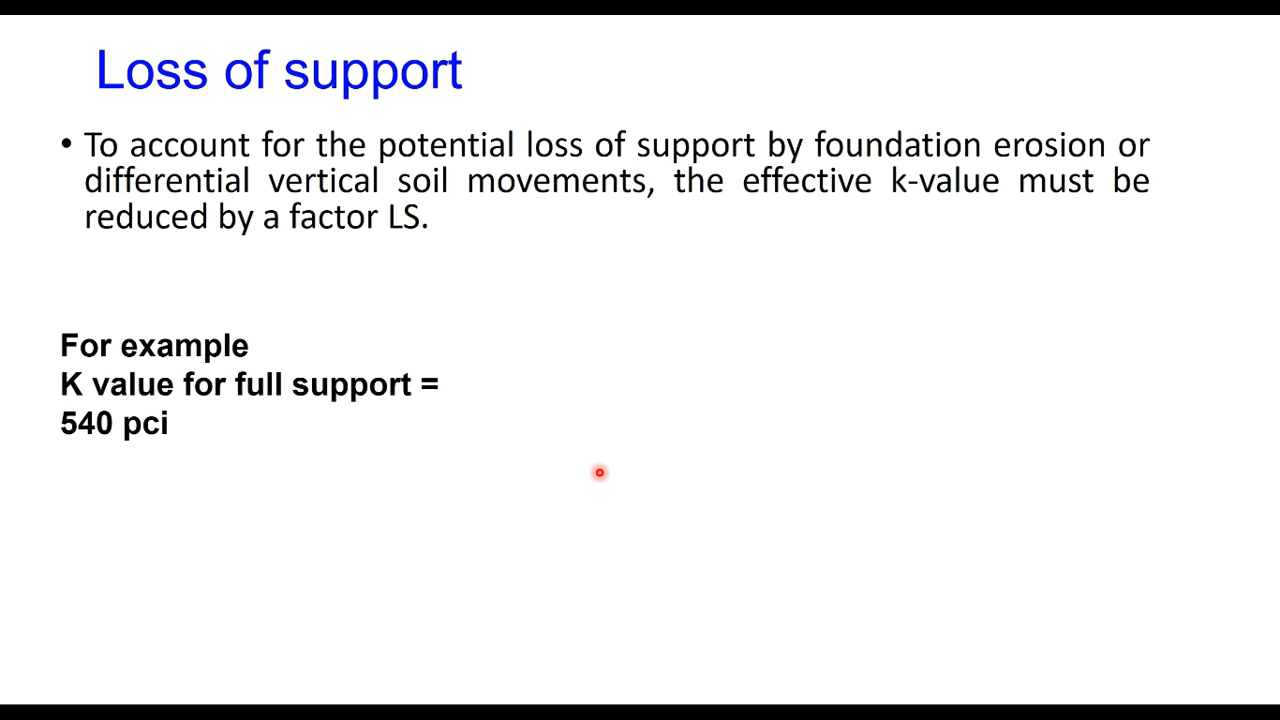 Loss of support
• To account for the potential loss of support by foundation erosion or
differential vertical soil movements, the effective k-value must be
reduced by a factor LS.
For example
K value for full support =
540 pci